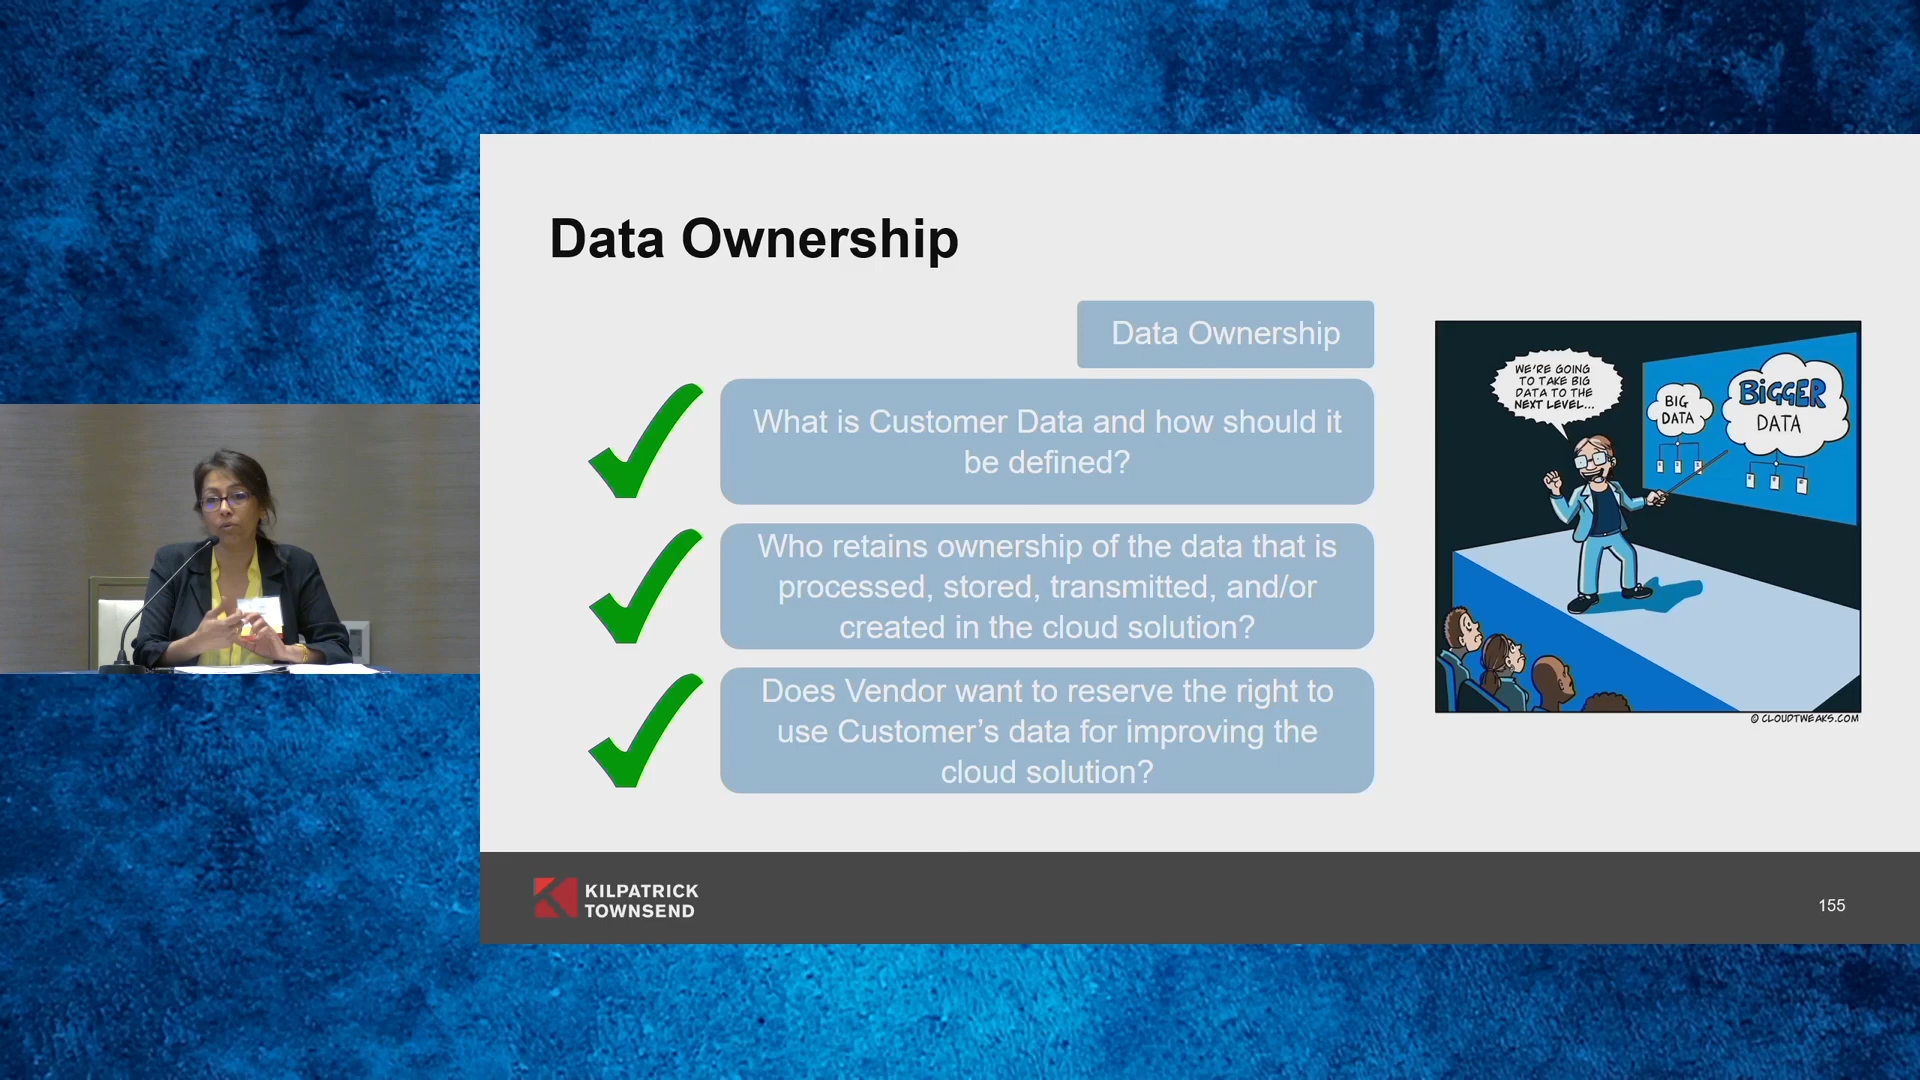 Data Ownership
Data Ownership
What is Customer Data and how should it
be defined?
Who retains ownership of the data that is
processed, stored, transmitted, and/or
created in the cloud solution?
Does Vendor want to reserve the right to
use Customer’s data for improving the
cloud solution?
WE'RE GOING
TO TAKE BIG
DATA TO THE
NEXT LEVEL...
BIG
DATA
BIGGER
DATA
© CLOUDTWEAKS.COM
KILPATRICK
TOWNSEND
155